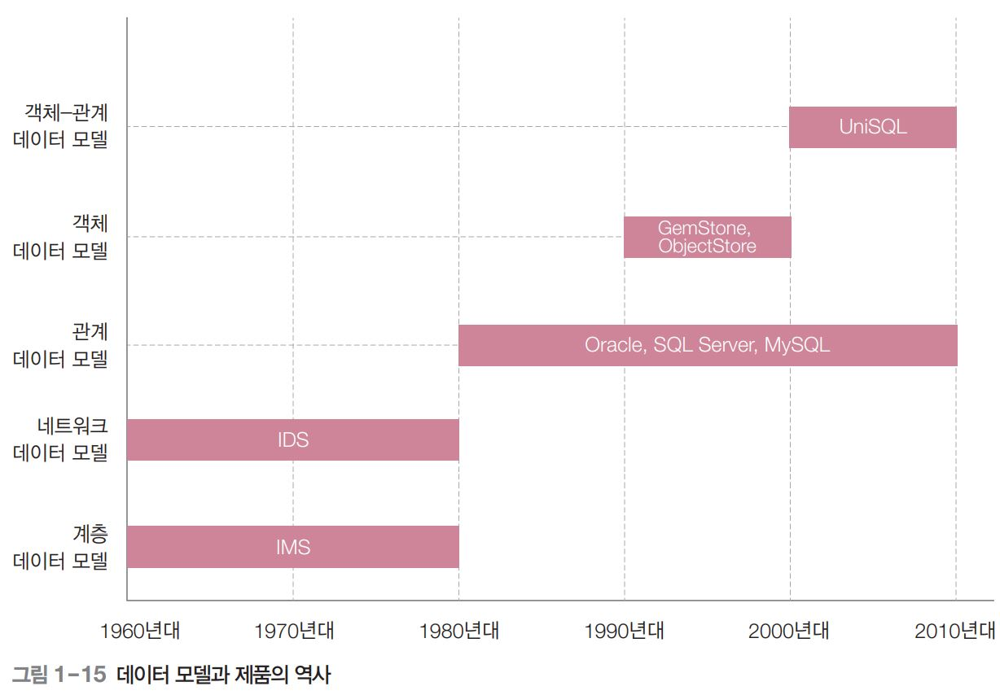 객체–관계
데이터 모델
UniSQL
객체
데이터 모델
GemStone,
ObjectStore
관계
데이터 모델
Oracle, SQL Server, MySQL
네트워크
데이터 모델
IDS
계층
데이터 모델
IMS
1960년대 1970년대 1980년대 1990년대 2000년대 2010년대
그림 1–15 데이터 모델과 제품의 역사